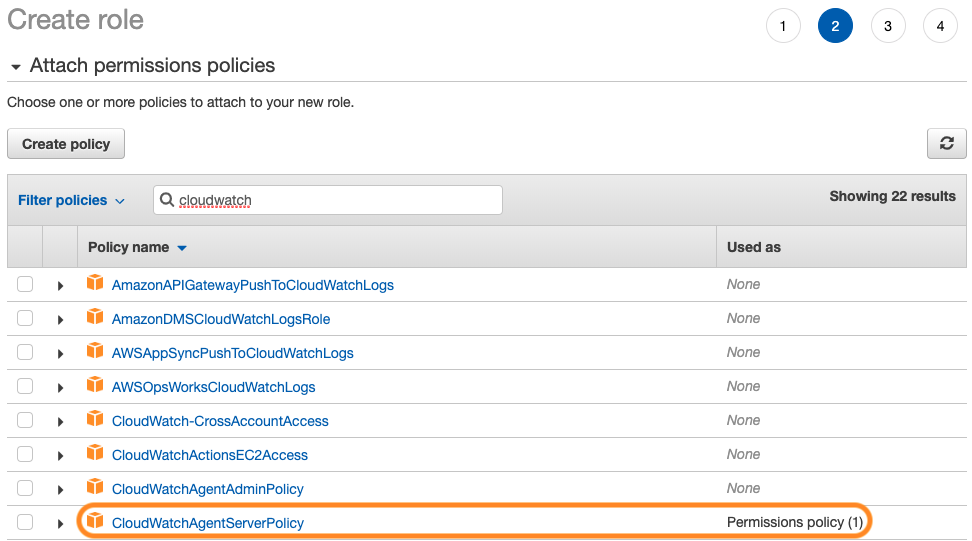 Create role
1 2 3 4
Attach permissions policies
Choose one or more policies to attach to your new role.
Create policy
Filter policies cloudwatch Showing 22 results
Policy name Used as
AmazonAPIGatewayPushToCloudWatchLogs None
AmazonDMSCloudWatchLogsRole None
AWSAppSyncPushToCloudWatchLogs None
AWSOpsWorksCloudWatchLogs None
CloudWatch-CrossAccountAccess None
CloudWatchActionsEC2Access None
CloudWatchAgentAdminPolicy None
CloudWatchAgentServerPolicy Permissions policy (1)